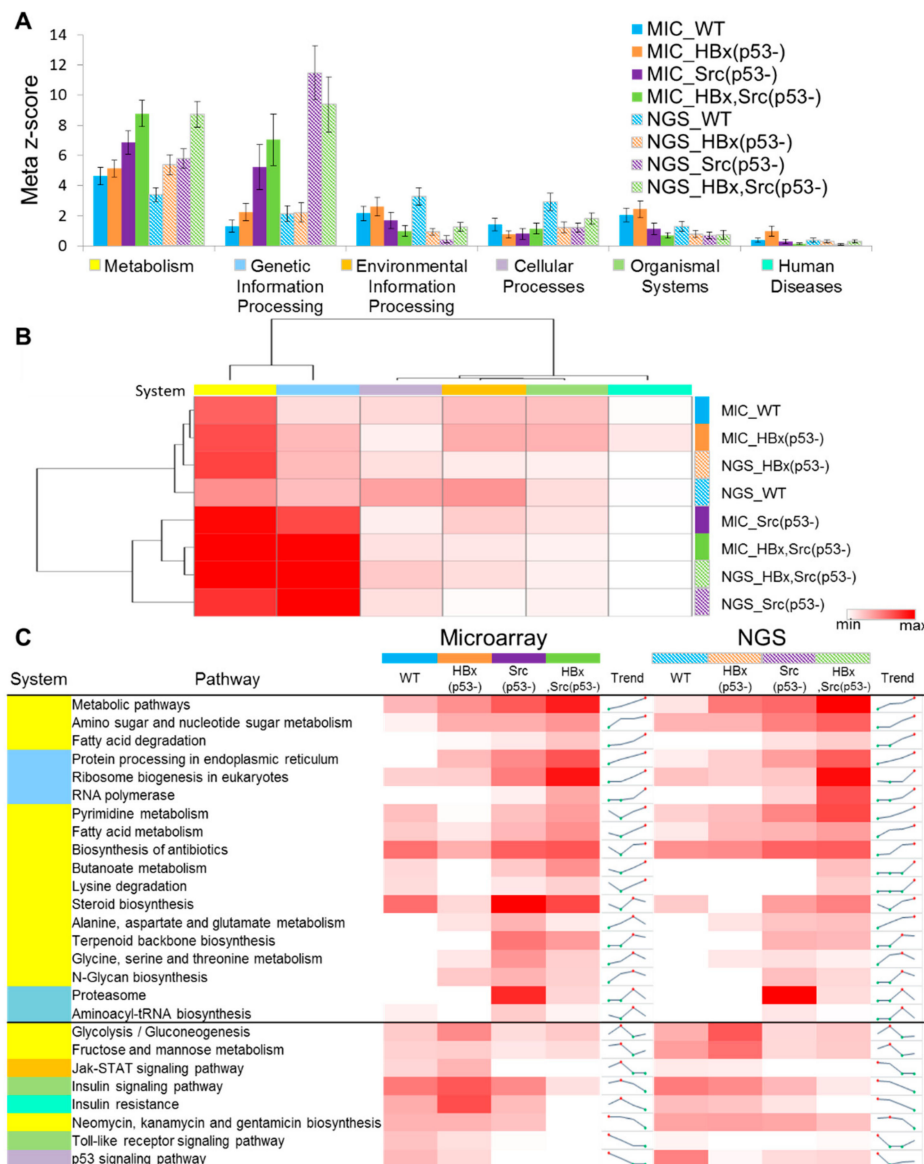 A
14
12
10
8
6
4
2
0
Meta z-score
MIC_WT
MIC_HBx(p53-)
MIC_Src(p53-)
MIC_HBx,Src(p53-)
NGS_WT
NGS_HBx(p53-)
NGS_Src(p53-)
NGS_HBx,Src(p53-)
Metabolism
Genetic
Information
Processing
Environmental
Information
Processing
Cellular
Processes
Organismal
Systems
Human
Diseases
B
System
MIC_WT
MIC_HBx(p53-)
NGS_HBx(p53-)
NGS_WT
MIC_Src(p53-)
MIC_HBx,Src(p53-)
NGS_HBx,Src(p53-)
NGS_Src(p53-)
min max
C
Microarray NGS
System Pathway WT HBx (p53-) Src (p53-) HBx ,Src(p53-) Trend WT HBx (p53-) Src (p53-) HBx ,Src(p53-) Trend
Metabolic pathways
Amino sugar and nucleotide sugar metabolism
Fatty acid degradation
Protein processing in endoplasmic reticulum
Ribosome biogenesis in eukaryotes
RNA polymerase
Pyrimidine metabolism
Fatty acid metabolism
Biosynthesis of antibiotics
Butanoate metabolism
Lysine degradation
Steroid biosynthesis
Alanine, aspartate and glutamate metabolism
Terpenoid backbone biosynthesis
Glycine, serine and threonine metabolism
N-Glycan biosynthesis
Proteasome
Aminoacyl-tRNA biosynthesis
Glycolysis / Gluconeogenesis
Fructose and mannose metabolism
Jak-STAT signaling pathway
Insulin signaling pathway
Insulin resistance
Neomycin, kanamycin and gentamicin biosynthesis
Toll-like receptor signaling pathway
p53 signaling pathway